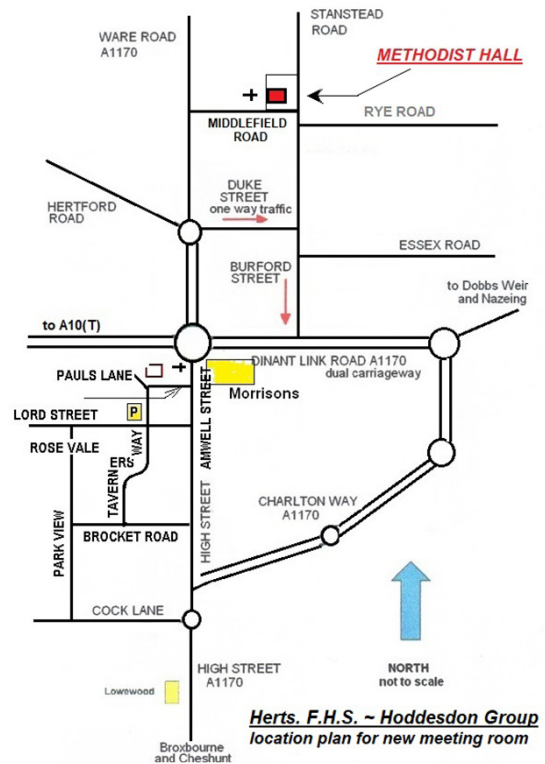 STANSTEAD
ROAD
WARE ROAD
A1170
METHODIST HALL
RYE ROAD
MIDDLEFIELD
ROAD
DUKE
STREET
one way traffic
HERTFORD
ROAD
ESSEX ROAD
BURFORD
STREET
to Dobbs Weir
and Nazeing
to A10(T)
DINANT LINK ROAD A1170
dual carriageway
PAULS LANE
Morrisons
AMWELL STREET
P
LORD STREET
ROSE VALE
TAVERNERS WAY
HIGH STREET
CHARLTON WAY
A1170
PARK VIEW
BROCKET ROAD
COCK LANE
NORTH
not to scale
HIGH STREET
A1170
Lowewood
Herts. F.H.S. ~ Hoddesdon Group
location plan for new meeting room
Broxbourne
and Cheshunt